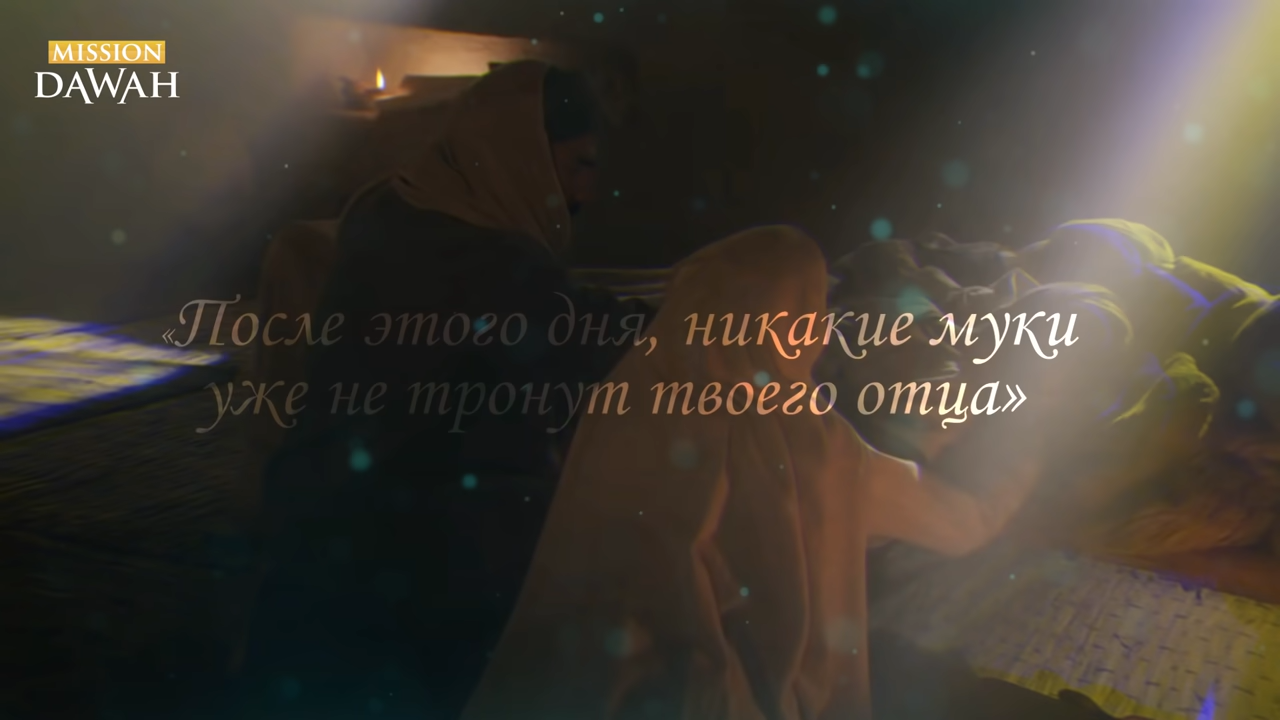 MISSION
DAWAH
«После этого дня, никакие муки
уже не тронут твоего отца»